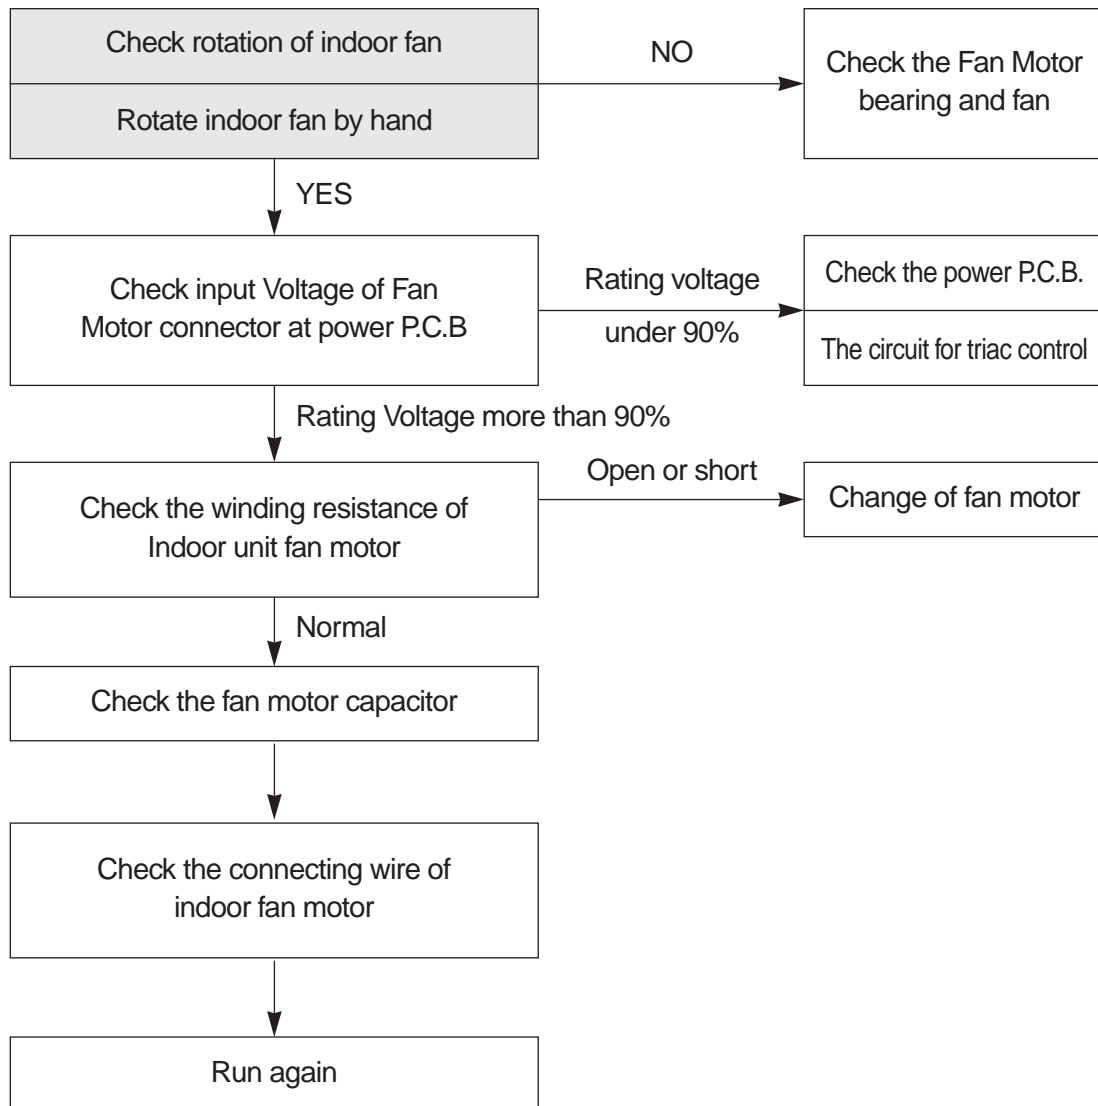 Check rotation of indoor fan
NO
Check the Fan Motor
bearing and fan
Rotate indoor fan by hand
YES
Check input Voltage of Fan
Motor connector at power P.C.B
Rating voltage
under 90%
Check the power P.C.B.
The circuit for triac control
Rating Voltage more than 90%
Check the winding resistance of
Indoor unit fan motor
Open or short
Change of fan motor
Normal
Check the fan motor capacitor
Check the connecting wire of
indoor fan motor
Run again